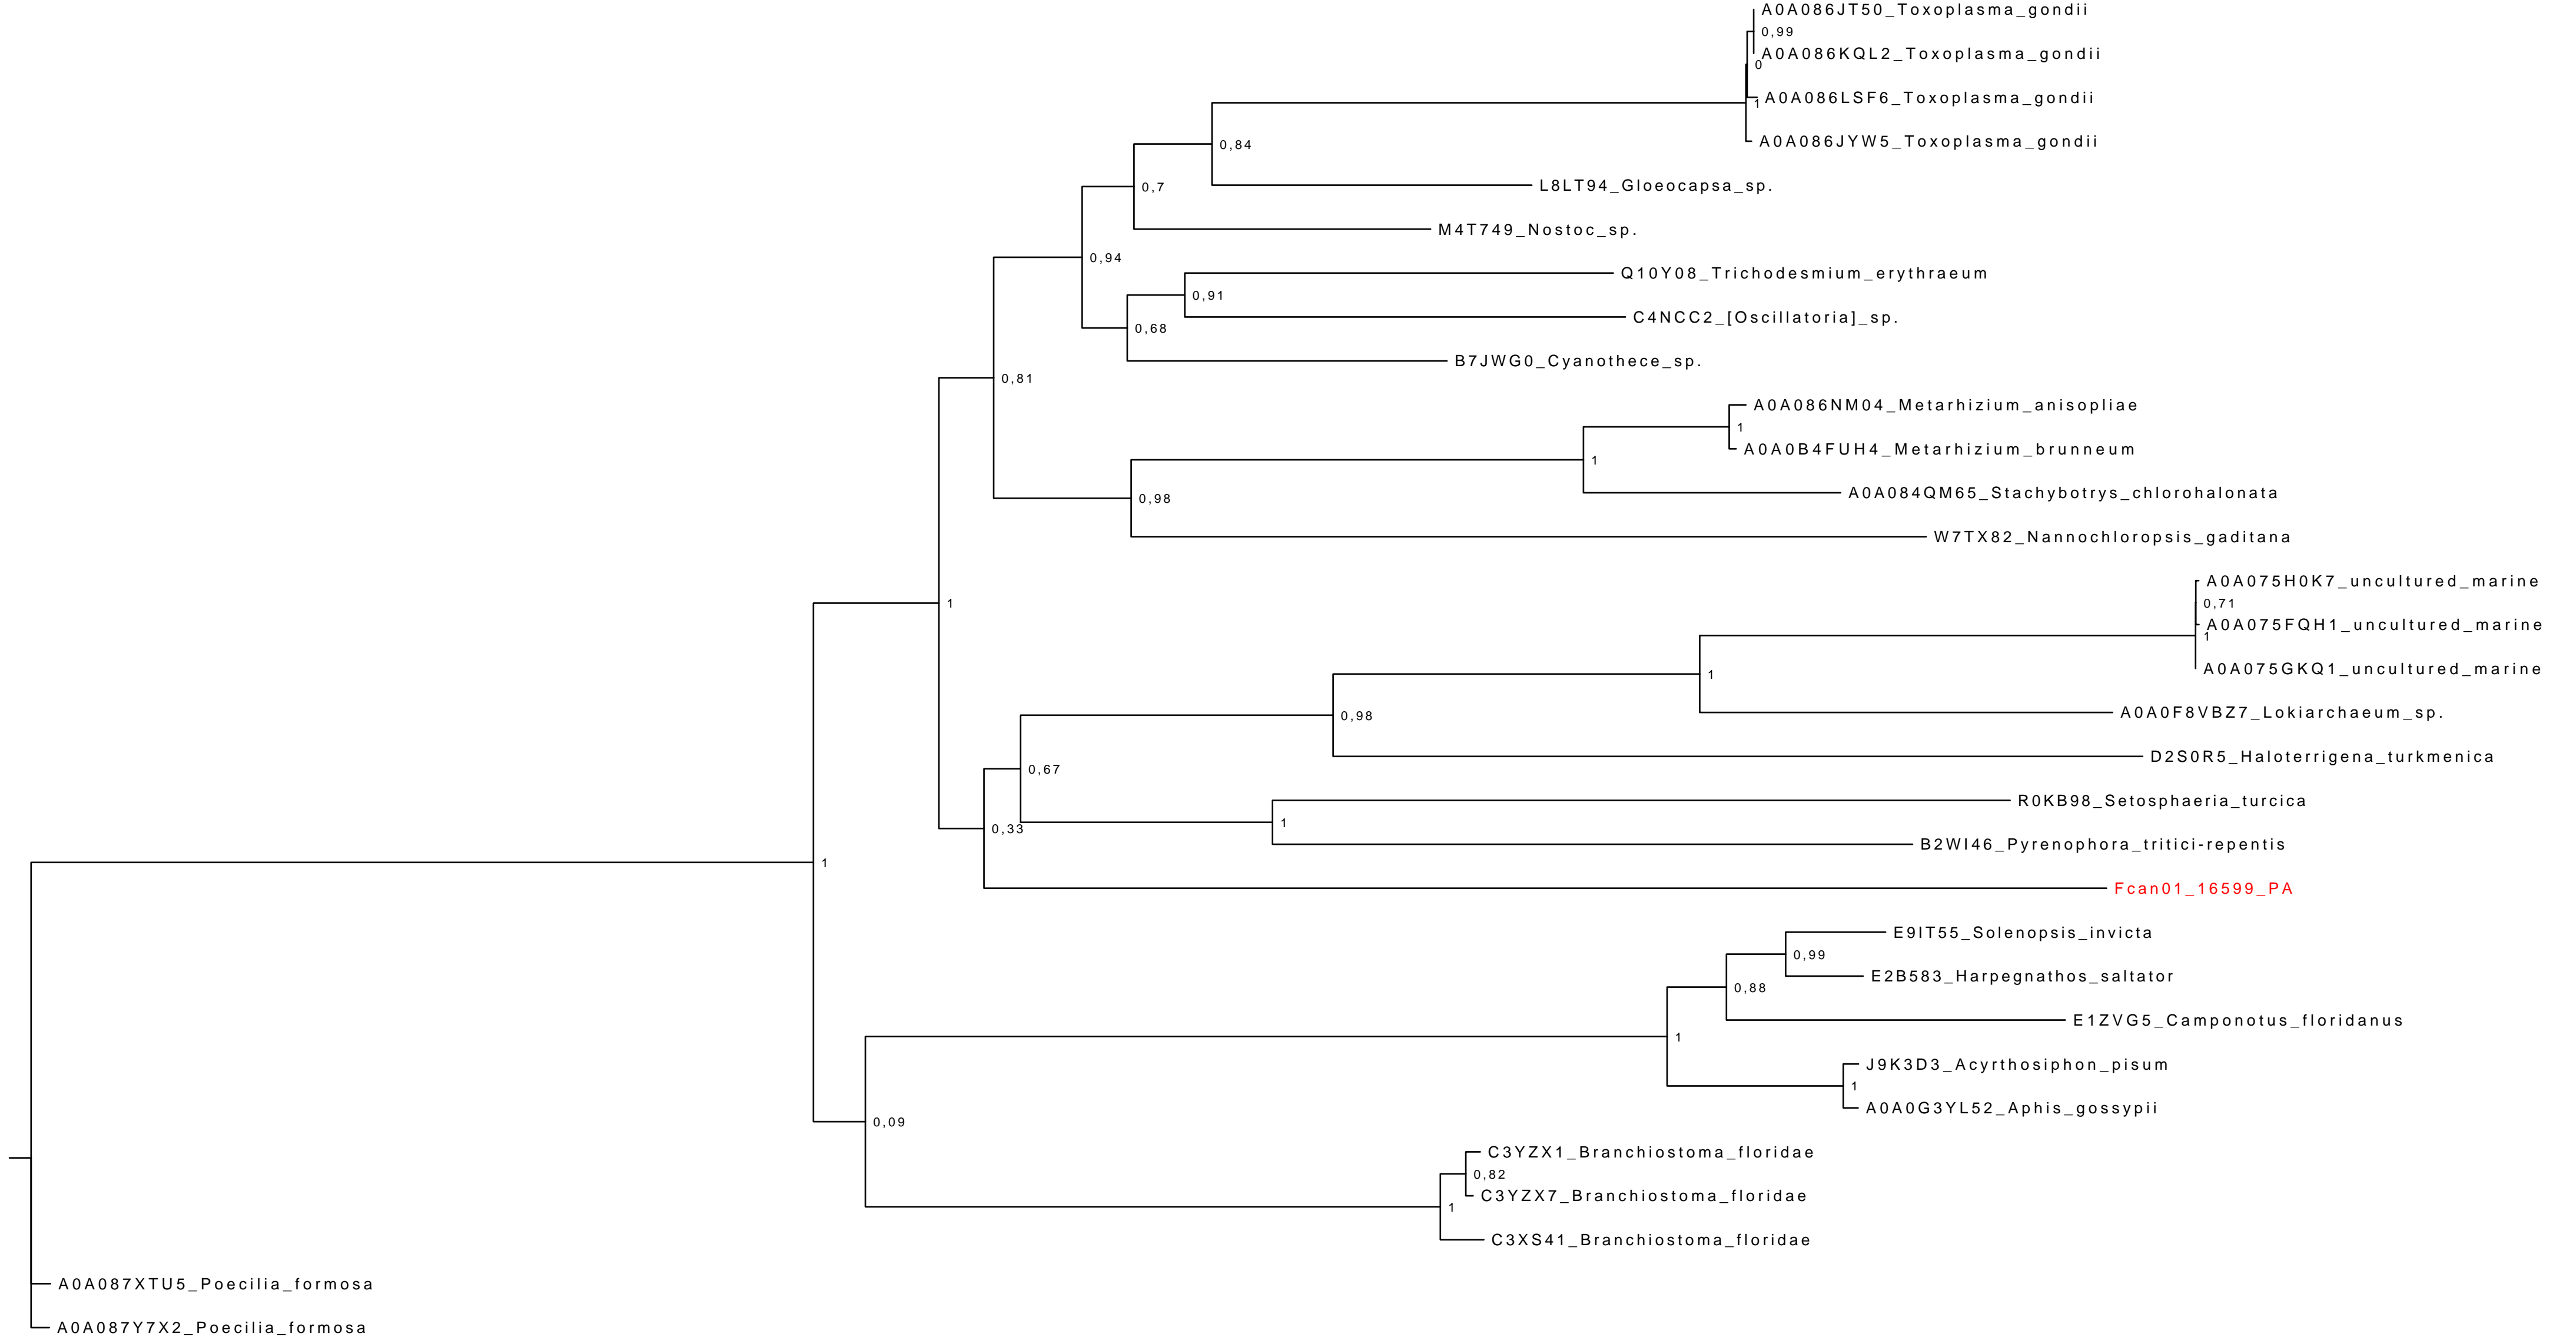 A0A086JT50_Toxoplasma_gondii
0,99
A0A086KQL2_Toxoplasma_gondii
0
A0A086LSF6_Toxoplasma_gondii
1
A0A086JYW5_Toxoplasma_gondii
0,84
L8LT94_Gloeocapsa_sp.
0,7
M4T749_Nostoc_sp.
0,94
Q10Y08_Trichodesmium_erythraeum
0,91
C4NCC2_[Oscillatoria]_sp.
0,68
B7JWG0_Cyanothece_sp.
0,81
A0A086NM04_Metarhizium_anisopliae
1
A0A0B4FUH4_Metarhizium_brunneum
1
A0A084QM65_Stachybotrys_chlorohalonata
0,98
W7TX82_Nannochloropsis_gaditana
A0A075H0K7_uncultured_marine
1
0,71
A0A075FQH1_uncultured_marine
1
A0A075GKQ1_uncultured_marine
1
A0A0F8VBZ7_Lokiarchaeum_sp.
0,98
D2S0R5_Haloterrigena_turkmenica
0,67
R0KB98_Setosphaeria_turcica
1
0,33
B2WI46_Pyrenophora_tritici-repentis
1
Fcan01_16599_PA
E9IT55_Solenopsis_invicta
0,99
E2B583_Harpegnathos_saltator
0,88
E1ZVG5_Camponotus_floridanus
1
J9K3D3_Acyrthosiphon_pisum
1
A0A0G3YL52_Aphis_gossypii
0,09
C3YZX1_Branchiostoma_floridae
0,82
C3YZX7_Branchiostoma_floridae
1
C3XS41_Branchiostoma_floridae
A0A087XTU5_Poecilia_formosa
A0A087Y7X2_Poecilia_formosa